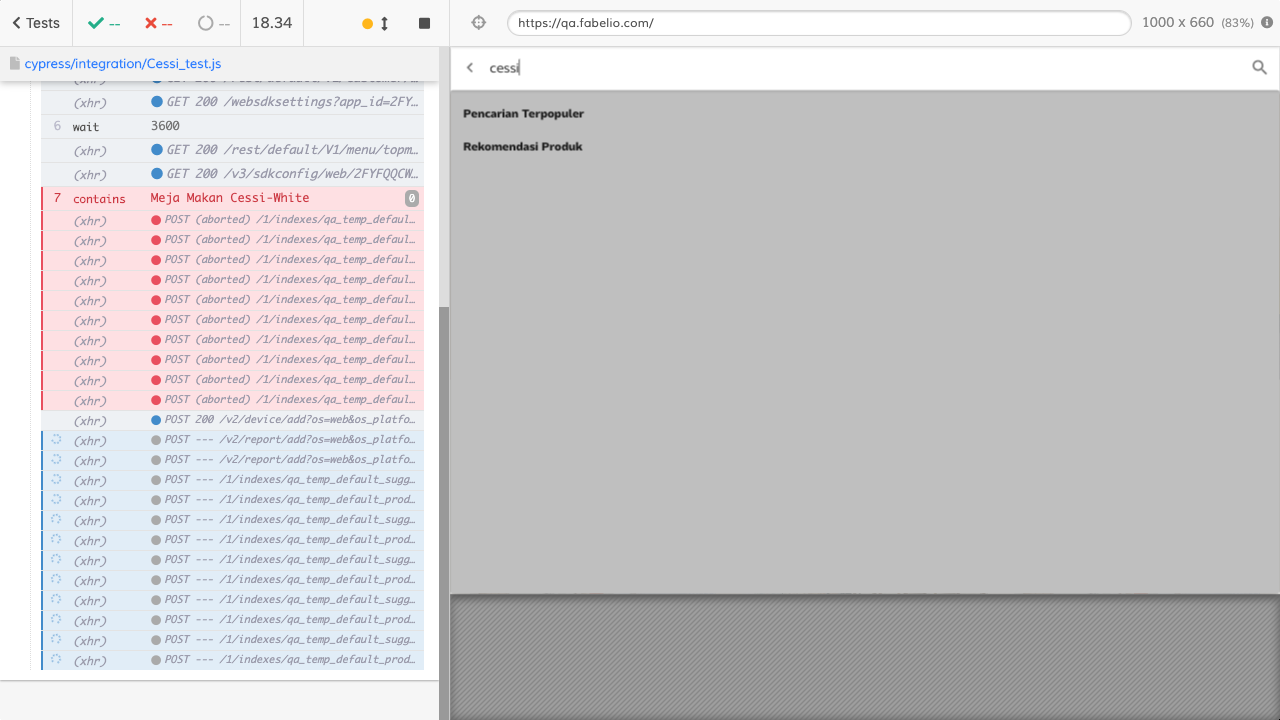 Tests
--
--
--
18.34
https://qa.fabelio.com/
1000 x 660 (83%)
cypress/integration/Cessi_test.js
(xhr) GET 200 /websdksettings?app_id=2FY…
6 wait 3600
(xhr) GET 200 /rest/default/V1/menu/topm…
(xhr) GET 200 /v3/sdkconfig/web/2FYFQQCW…
7 contains Meja Makan Cessi-White 0
(xhr) POST (aborted) /1/indexes/qa_temp_defaul…
(xhr) POST (aborted) /1/indexes/qa_temp_defaul…
(xhr) POST (aborted) /1/indexes/qa_temp_defaul…
(xhr) POST (aborted) /1/indexes/qa_temp_defaul…
(xhr) POST (aborted) /1/indexes/qa_temp_defaul…
(xhr) POST (aborted) /1/indexes/qa_temp_defaul…
(xhr) POST (aborted) /1/indexes/qa_temp_defaul…
(xhr) POST (aborted) /1/indexes/qa_temp_defaul…
(xhr) POST (aborted) /1/indexes/qa_temp_defaul…
(xhr) POST (aborted) /1/indexes/qa_temp_defaul…
(xhr) POST 200 /v2/device/add?os=web&os_platfo…
(xhr) POST --- /v2/report/add?os=web&os_platfo…
(xhr) POST --- /v2/report/add?os=web&os_platfo…
(xhr) POST --- /1/indexes/qa_temp_default_sugg…
(xhr) POST --- /1/indexes/qa_temp_default_prod…
(xhr) POST --- /1/indexes/qa_temp_default_sugg…
(xhr) POST --- /1/indexes/qa_temp_default_prod…
(xhr) POST --- /1/indexes/qa_temp_default_sugg…
(xhr) POST --- /1/indexes/qa_temp_default_prod…
(xhr) POST --- /1/indexes/qa_temp_default_sugg…
(xhr) POST --- /1/indexes/qa_temp_default_prod…
(xhr) POST --- /1/indexes/qa_temp_default_sugg…
(xhr) POST --- /1/indexes/qa_temp_default_prod…
cessi
Pencarian Terpopuler
Rekomendasi Produk